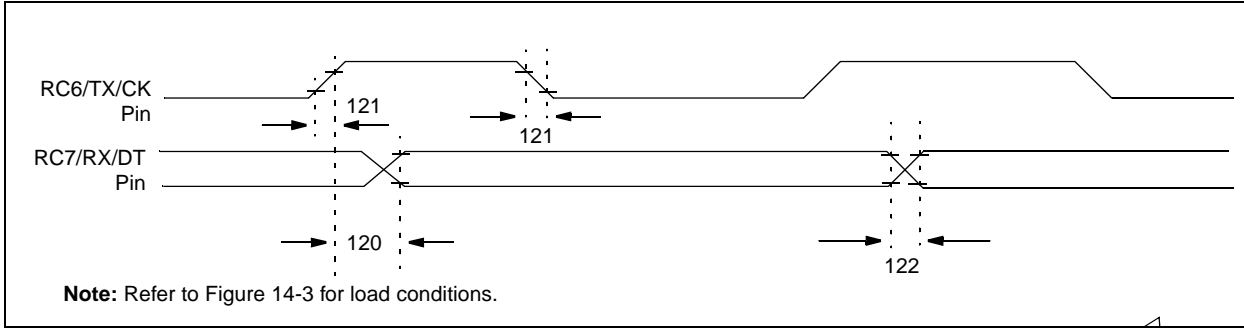 RC6/TX/CK
Pin
121
121
RC7/RX/DT
Pin
120
122
Note: Refer to Figure 14-3 for load conditions.